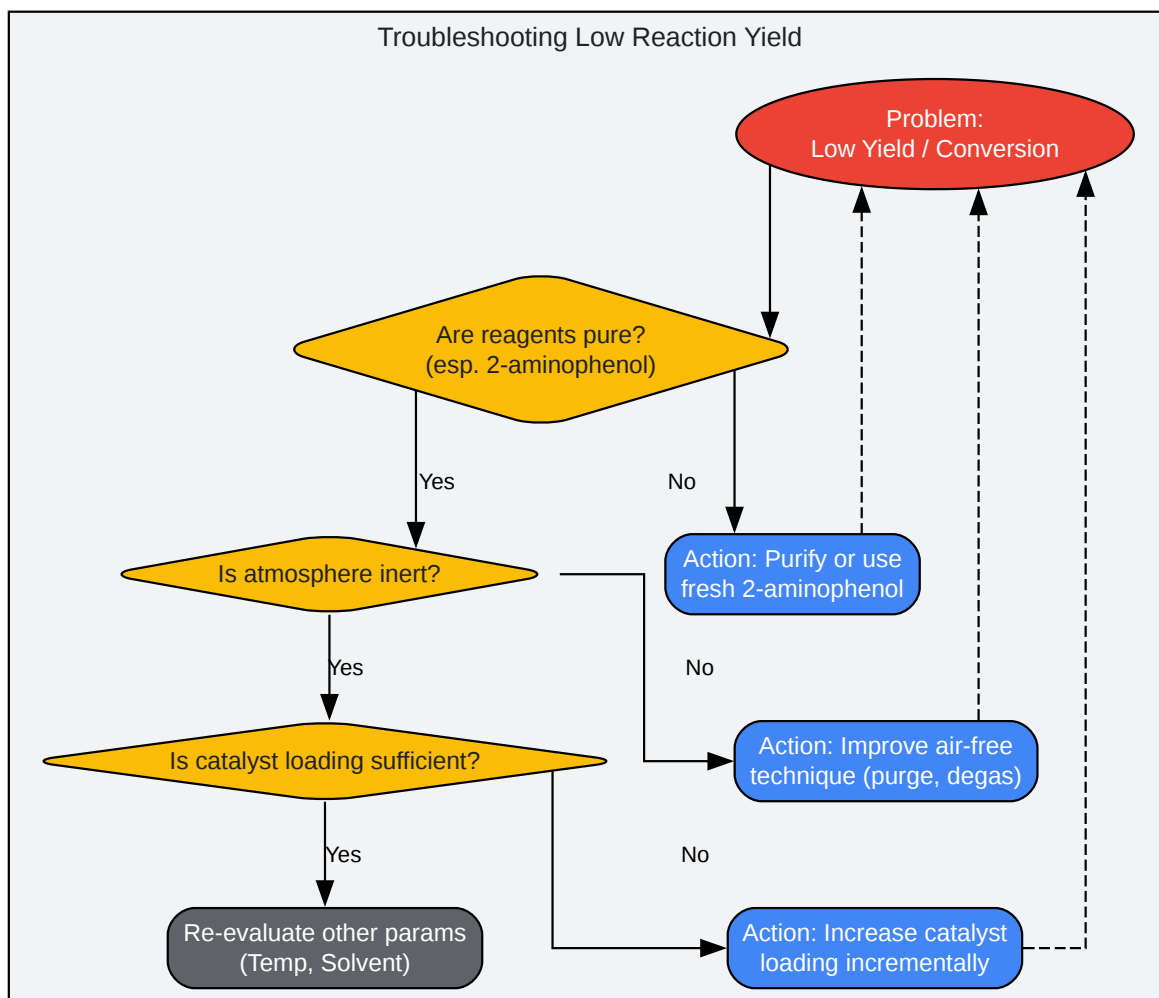 Troubleshooting Low Reaction Yield
Problem:
Low Yield / Conversion
Are reagents pure?
(esp. 2-aminophenol)
Yes
No
Is atmosphere inert?
Action: Purify or use
fresh 2-aminophenol
Yes
No
Is catalyst loading sufficient?
Action: Improve air-free
technique (purge, degas)
Yes
No
Re-evaluate other params
(Temp, Solvent)
Action: Increase catalyst
loading incrementally